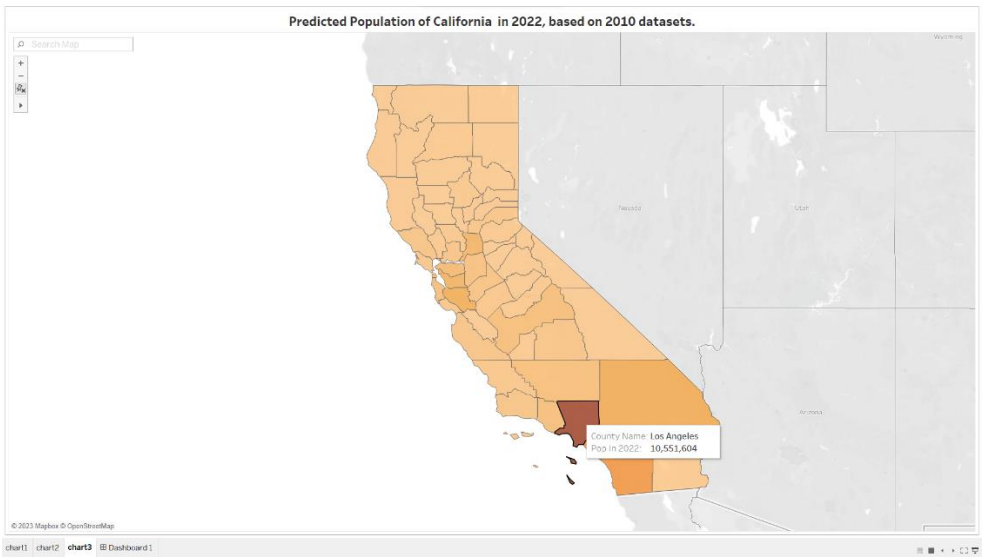 Predicted Population of California in 2022, based on 2010 datasets.
Search Map
Wyoming
Nevada
Utah
Arizona
County Name: Los Angeles
Pop in 2022: 10,551,604
© 2023 Mapbox © OpenStreetMap
chart1 chart2 chart3 Dashboard 1